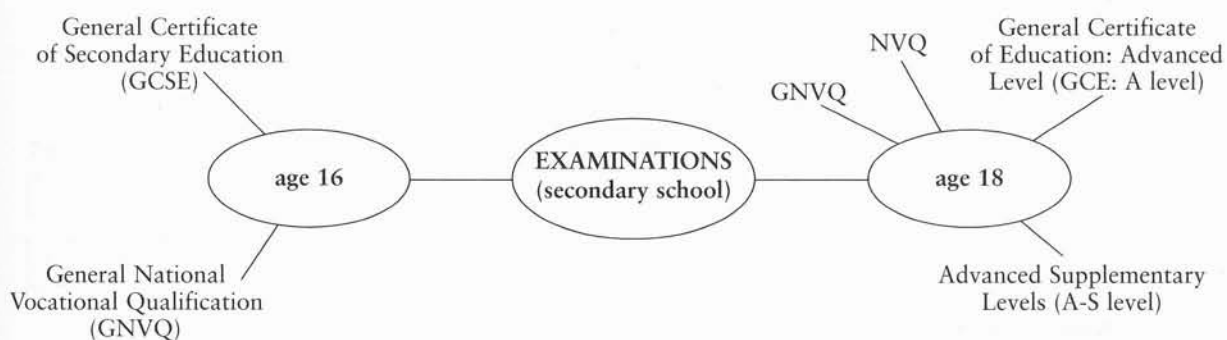 General Certificate
of Secondary Education
(GCSE)
age 16
General National
Vocational Qualification
(GNVQ)
EXAMINATIONS
(secondary school)
GNVQ
NVQ
General Certificate
of Education: Advanced
Level (GCE: A level)
age 18
Advanced Supplementary
Levels (A-S level)